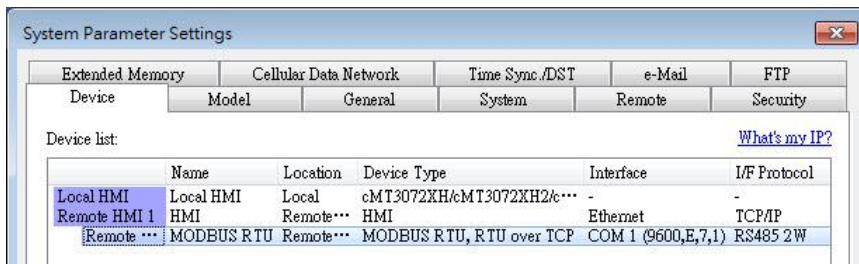 System Parameter Settings
Extended Memory Cellular Data Network Time Sync./DST e-Mail FTP
Device Model General System Remote Security
Device list: What's my IP?
Name Location Device Type Interface I/F Protocol
Local HMI Local HMI Local cMT3072XH/cMT3072XH2/c··· - -
Remote HMI 1 HMI Remote··· HMI Ethernet TCP/IP
Remote ··· MODBUS RTU Remote··· MODBUS RTU, RTU over TCP COM 1 (9600,E,7,1) RS485 2W